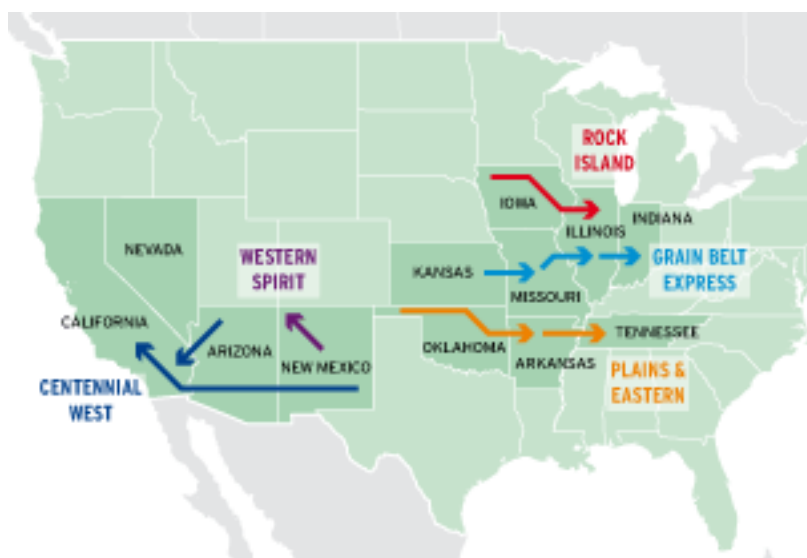 ROCK
ISLAND
IOWA
INDIANA
ILLINOIS
NEVADA
WESTERN
SPIRIT
KANSAS
GRAIN BELT
EXPRESS
MISSOURI
CALIFORNIA
ARIZONA
NEW MEXICO
OKLAHOMA
ARKANSAS
TENNESSEE
CENTENNIAL
WEST
PLAINS &
EASTERN